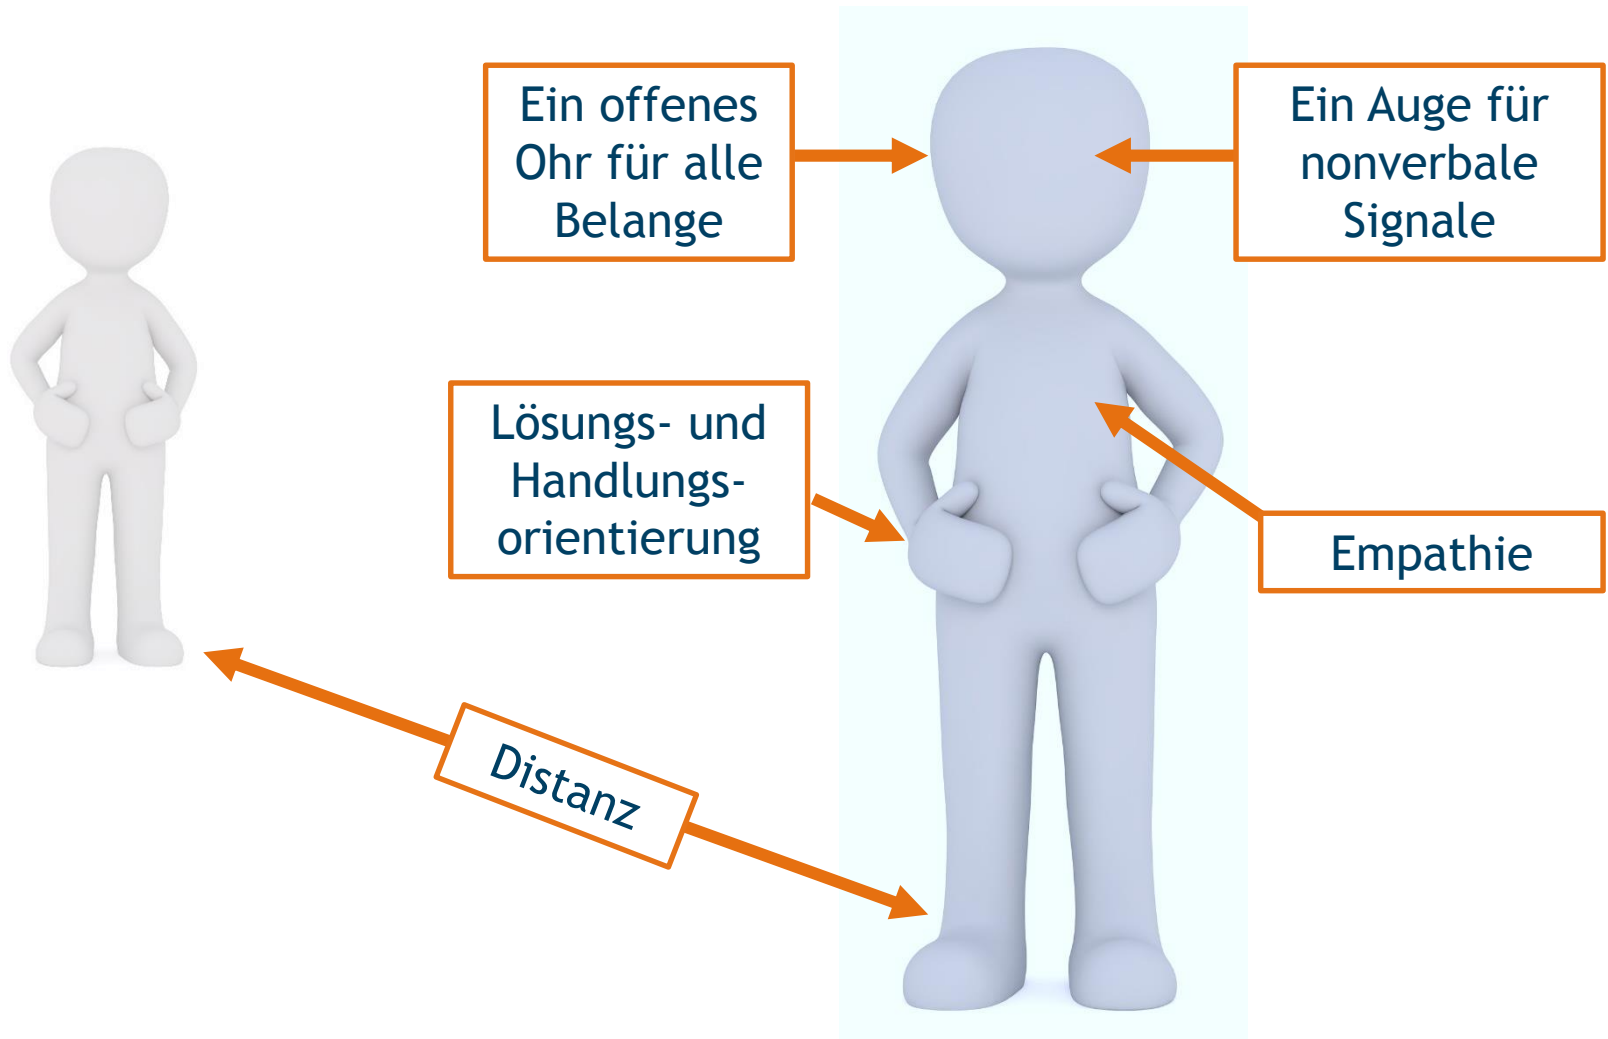 Ein offenes
Ohr für alle
Belange
Ein Auge für
nonverbale
Signale
Lösungs- und
Handlungs-
orientierung
Empathie
Distanz